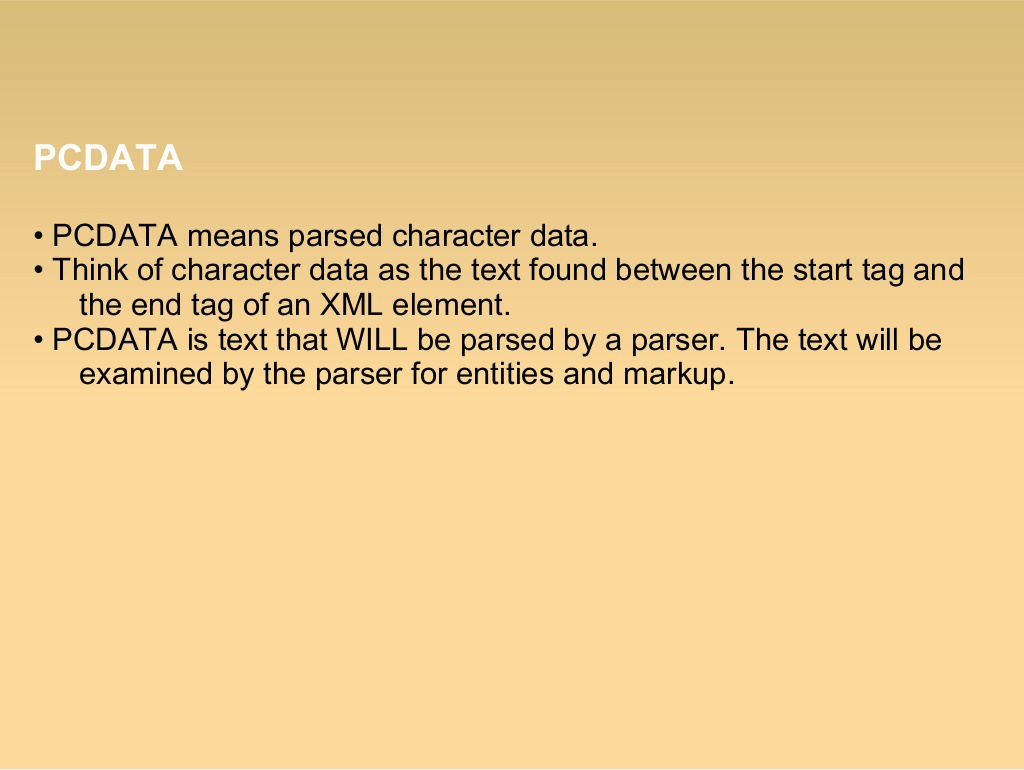 PCDATA
• PCDATA means parsed character data.
• Think of character data as the text found between the start tag and
the end tag of an XML element.
• PCDATA is text that WILL be parsed by a parser. The text will be
examined by the parser for entities and markup.